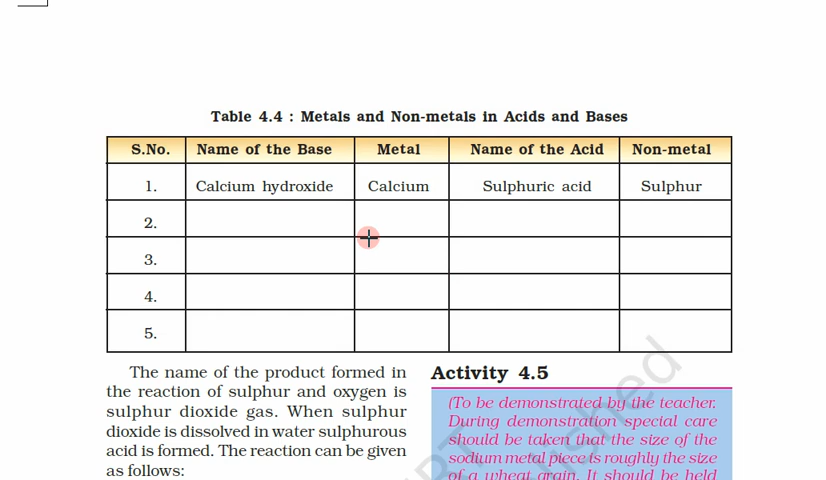 Table 4.4 : Metals and Non-metals in Acids and Bases
S.No. Name of the Base Metal Name of the Acid Non-metal
1. Calcium hydroxide Calcium Sulphuric acid Sulphur
2.
3.
4.
5.
The name of the product formed in
the reaction of sulphur and oxygen is
sulphur dioxide gas. When sulphur
dioxide is dissolved in water sulphurous
acid is formed. The reaction can be given
as follows:
Activity 4.5
(To be demonstrated by the teacher.
During demonstration special care
should be taken that the size of the
sodium metal piece is roughly the size
of a wheat grain. It should be held